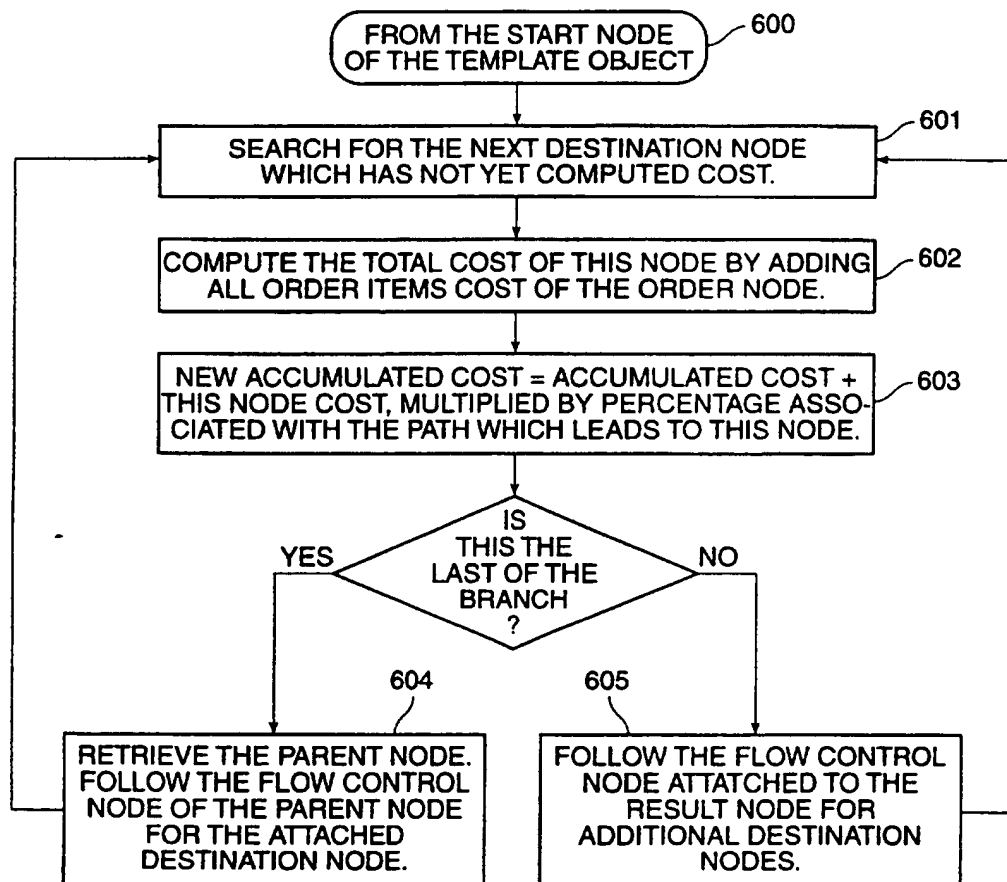 FROM THE START NODE
OF THE TEMPLATE OBJECT
600
601
SEARCH FOR THE NEXT DESTINATION NODE
WHICH HAS NOT YET COMPUTED COST.
COMPUTE THE TOTAL COST OF THIS NODE BY ADDING
ALL ORDER ITEMS COST OF THE ORDER NODE.
602
NEW ACCUMULATED COST = ACCUMULATED COST +
THIS NODE COST, MULTIPLIED BY PERCENTAGE ASSO-
CIATED WITH THE PATH WHICH LEADS TO THIS NODE.
603
IS
THIS THE
LAST OF THE
BRANCH
?
YES
NO
604
RETRIEVE THE PARENT NODE.
FOLLOW THE FLOW CONTROL
NODE OF THE PARENT NODE
FOR THE ATTACHED
DESTINATION NODE.
605
FOLLOW THE FLOW CONTROL
NODE ATTATCHED TO THE
RESULT NODE FOR
ADDITIONAL DESTINATION
NODES.